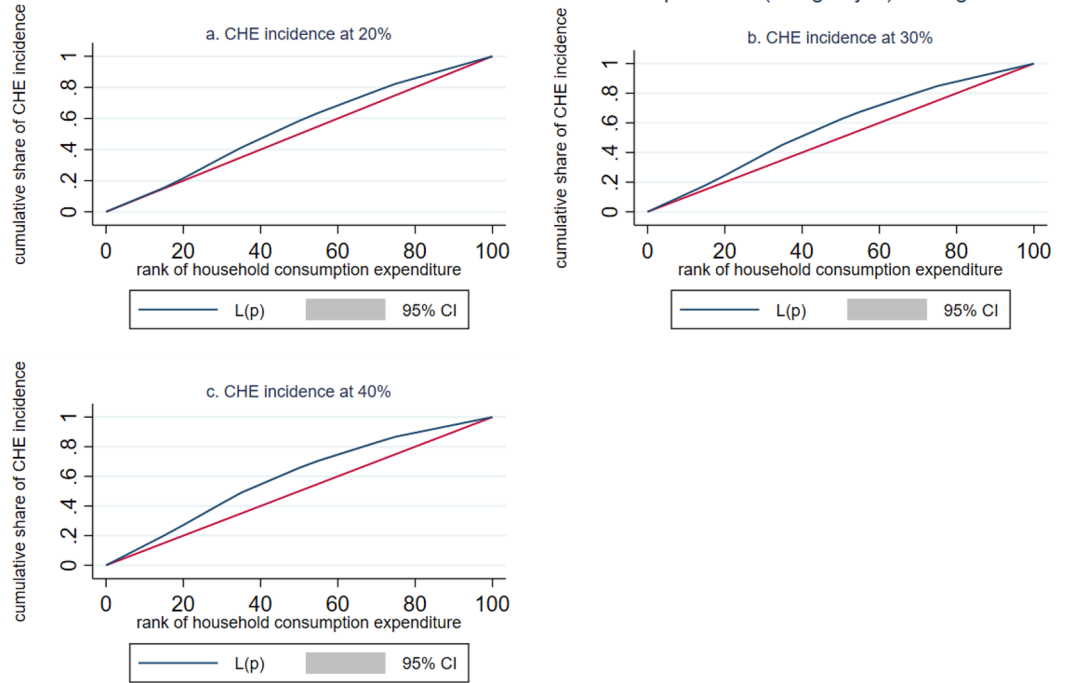 a. CHE incidence at 20%
cumulative share of CHE incidence
1
.8
.6
.4
.2
0
0 20 40 60 80 100
rank of household consumption expenditure
L(p) 95% CI
b. CHE incidence at 30%
cumulative share of CHE incidence
1
.8
.6
.4
.2
0
0 20 40 60 80 100
rank of household consumption expenditure
L(p) 95% CI
c. CHE incidence at 40%
cumulative share of CHE incidence
1
.8
.6
.4
.2
0
0 20 40 60 80 100
rank of household consumption expenditure
L(p) 95% CI